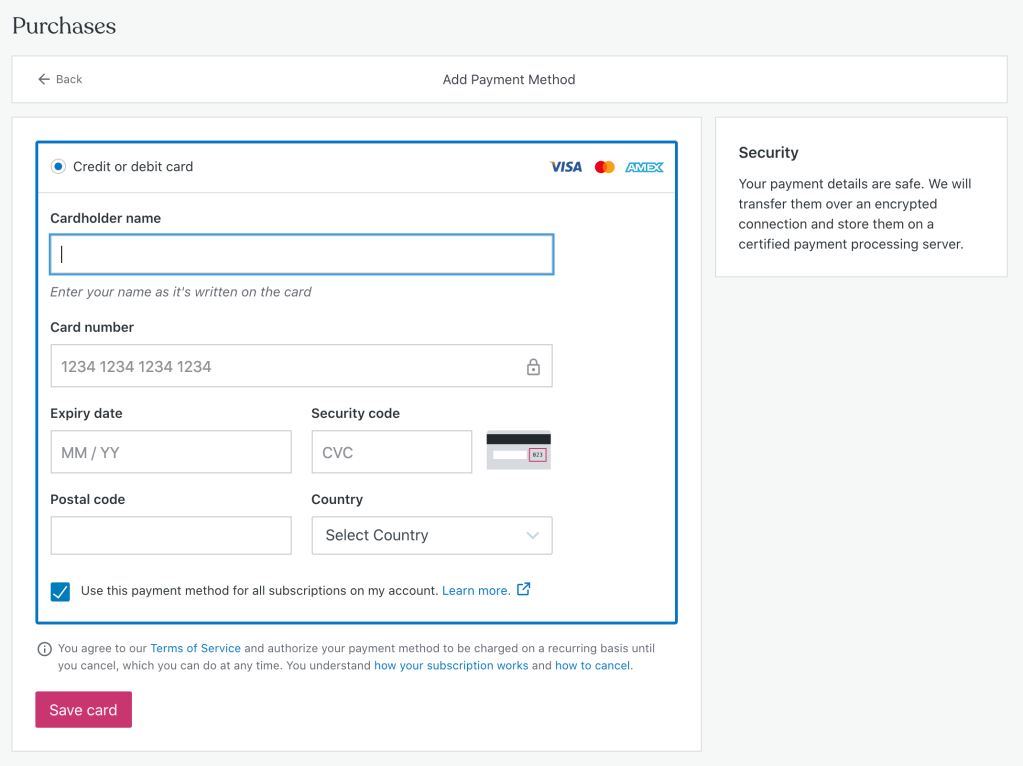 Purchases
Back
Add Payment Method
Credit or debit card
VISA
AMEX
Cardholder name
Enter your name as it's written on the card
Card number
1234 1234 1234 1234
Expiry date
Security code
MM / YY
CVC
Postal code
Country
Select Country
Use this payment method for all subscriptions on my account. Learn more.
You agree to our Terms of Service and authorize your payment method to be charged on a recurring basis until
you cancel, which you can do at any time. You understand how your subscription works and how to cancel.
Save card
Security
Your payment details are safe. We will
transfer them over an encrypted
connection and store them on a
certified payment processing server.